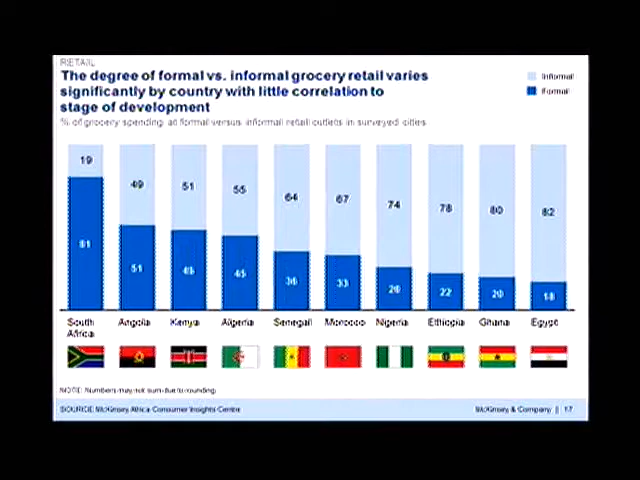 RETAIL
The degree of formal vs. informal grocery retail varies
significantly by country with little correlation to
stage of development
% of grocery spending at formal versus informal retail outlets in surveyed cities
Informal
Formal
19 49 51 55 64 67 74 78 80 82
81 51 45 36 33 26 22 20 18
South Africa Angola Kenya Algeria Senegal Morocco Nigeria Ethiopia Ghana Egypt
NOTE: Numbers may not sum due to rounding
SOURCE: McKinsey Africa Consumer Insights Centre
McKinsey & Company | 17